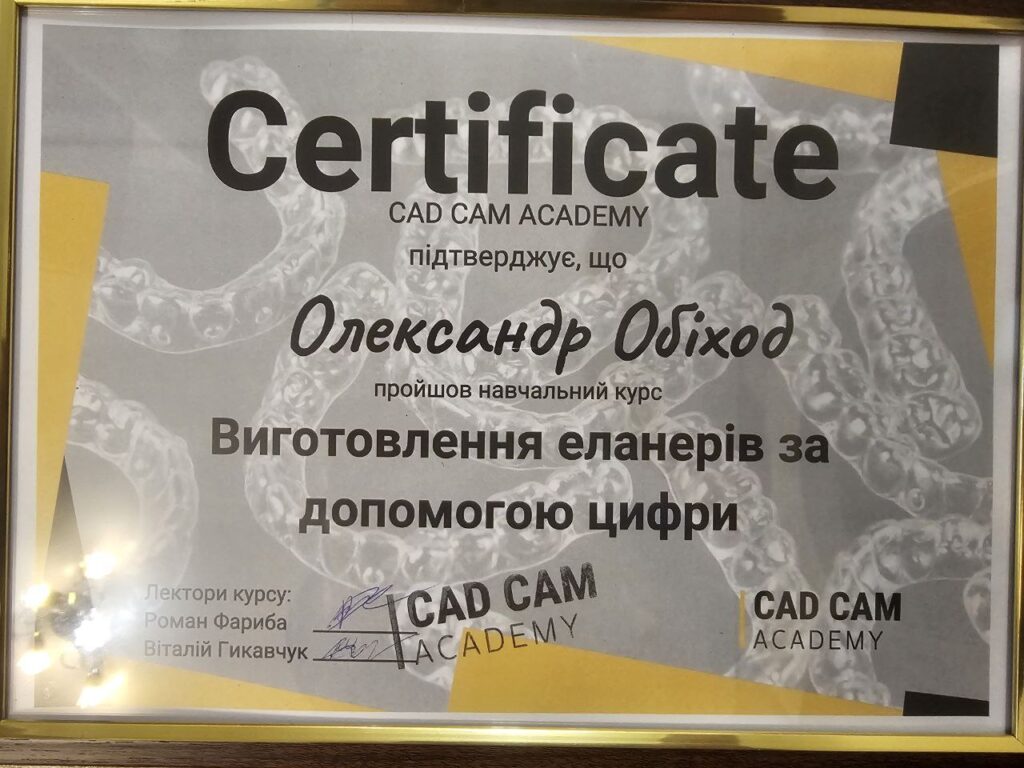 Certificate
CAD CAM ACADEMY
підтверджує, що
Олександр Обіход
пройшов навчальний курс
Виготовлення еланерів за
допомогою цифри
Лектори курсу:
Роман Фариба
Віталій Гикавчук
CAD CAM
ACADEMY
CAD CAM
ACADEMY